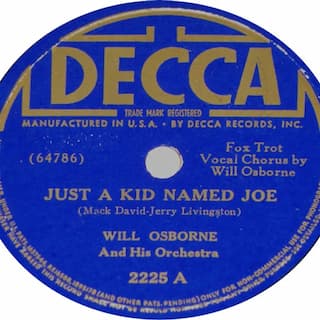 DECCA
TRADE MARK REGISTERED
MANUFACTURED IN U.S.A. • BY DECCA RECORDS, INC.
(64786)
Fox Trot
Vocal Chorus by
Will Osborne
JUST A KID NAMED JOE
(Mack David-Jerry Livingston)
WILL OSBORNE
And His Orchestra
2225 A